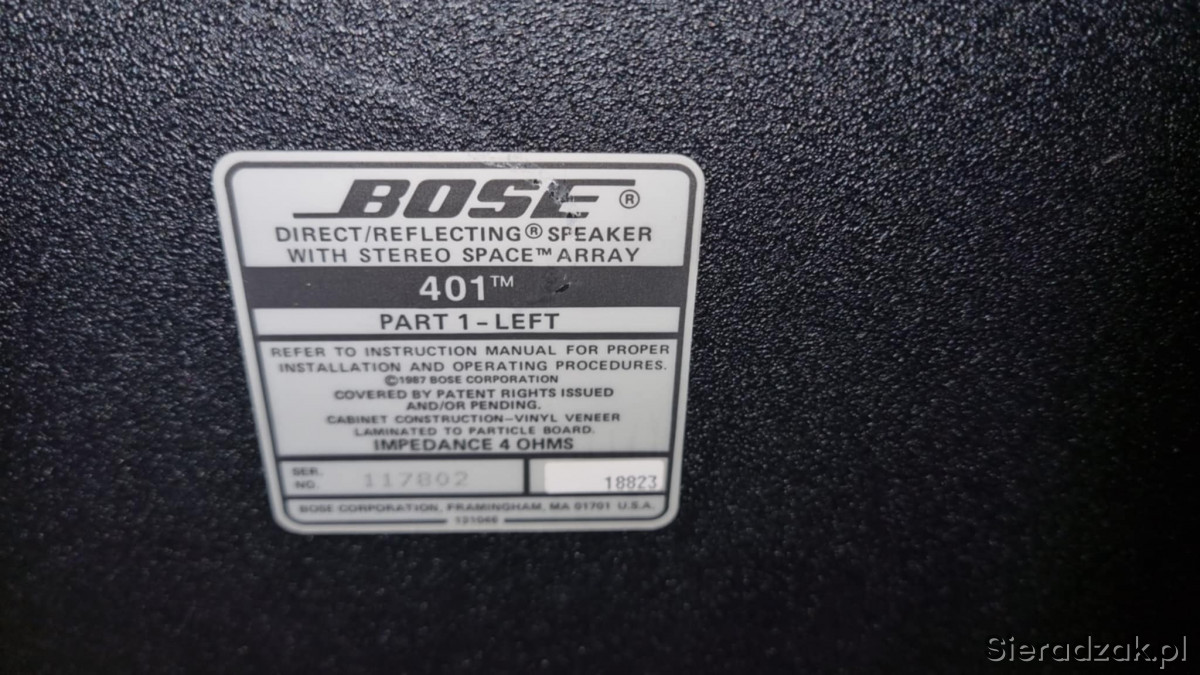 BOSE®
DIRECT/REFLECTING® SPEAKER
WITH STEREO SPACE™ ARRAY
401™
PART 1-LEFT
REFER TO INSTRUCTION MANUAL FOR PROPER
INSTALLATION AND OPERATING PROCEDURES.
©1987 BOSE CORPORATION
COVERED BY PATENT RIGHTS ISSUED
AND/OR PENDING.
CABINET CONSTRUCTION-VINYL VENEER
LAMINATED TO PARTICLE BOARD.
IMPEDANCE 4 OHMS
SER. NO. 117802 18823
BOSE CORPORATION, FRAMINGHAM, MA 01701 U.S.A.
Sieradzak.pl